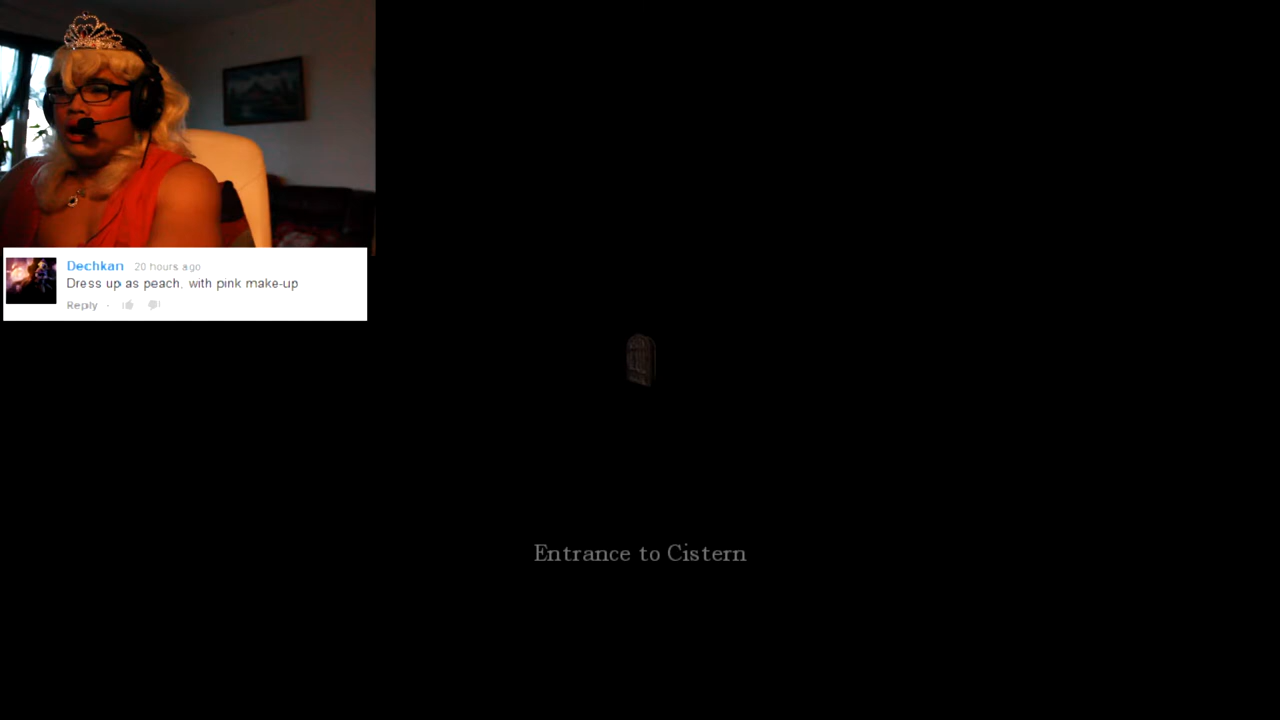 Dechkan 20 hours ago
Dress up as peach, with pink make-up
Reply ·
Entrance to Cistern